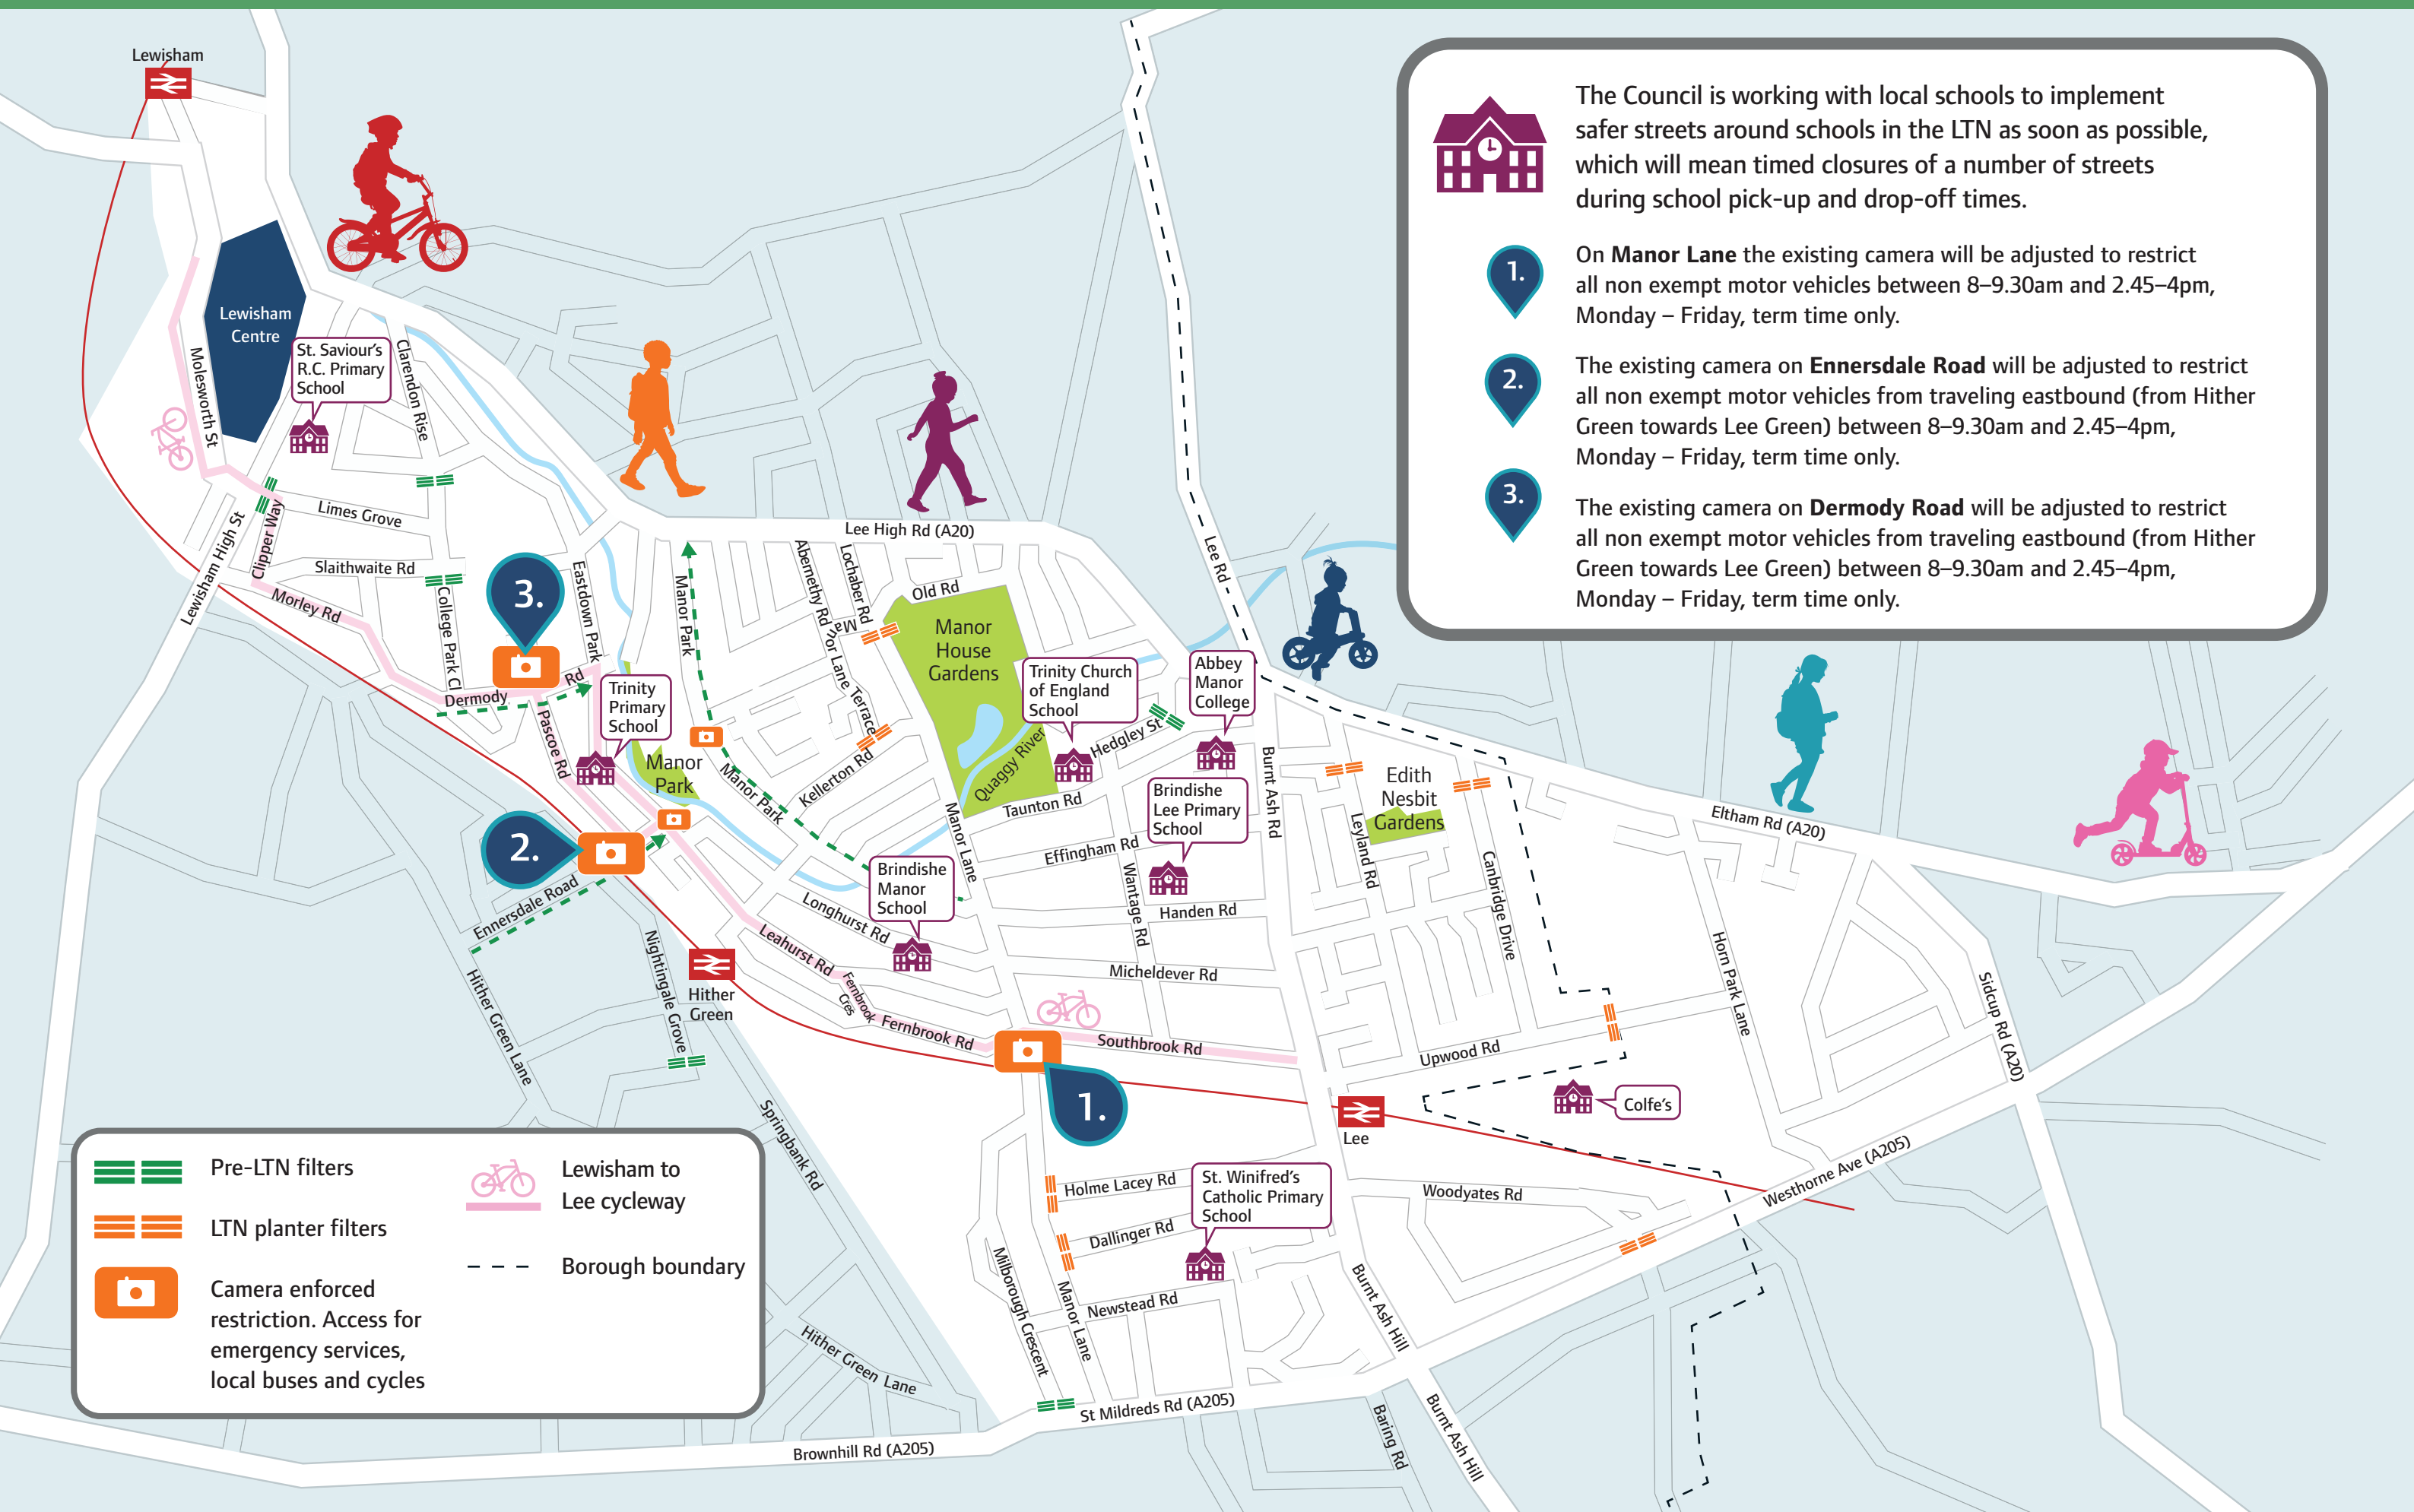 Lewisham
Lewisham
Centre
St. Saviour's
R.C. Primary
School
Molesworth St
Clarendon Rise
Limes Grove
Clipper Way
Lewisham High St
Slaithwaite Rd
Morley Rd
College Park Cl
3.
Eastdown Park
Dermody
Rd
Pascoe Rd
Trinity
Primary
School
Manor
Park
Manor Park
Manor Park
Lee High Rd (A20)
Abernethy Rd
Lochaber Rd
Manor Lane Terrace
Old Rd
Manor
House
Gardens
Quaggy River
Kellerton Rd
Trinity Church
of England
School
Hedgley St
Abbey
Manor
College
Lee Rd
Taunton Rd
Brindishe
Lee Primary
School
Burnt Ash Rd
Edith
Nesbit
Gardens
Leyland Rd
Cambridge Drive
Eltham Rd (A20)
Manor Lane
Effingham Rd
Wantage Rd
Handen Rd
Micheldever Rd
2.
Ennersdale Road
Brindishe
Manor
School
Longhurst Rd
Leahurst Rd
Fernbrook
Cres
Fernbrook Rd
Southbrook Rd
Hither
Green
Nightingale Grove
Hither Green Lane
Springbank Rd
Hither Green Lane
1.
Upwood Rd
Horn Park Lane
Sidcup Rd (A20)
Colfe's
Lee
Westhorne Ave (A205)
Woodyates Rd
Holme Lacey Rd
Dallinger Rd
St. Winifred's
Catholic Primary
School
Newstead Rd
Milborough Crescent
Manor Lane
Burnt Ash Hill
Burnt Ash Hill
Baring Rd
St Mildreds Rd (A205)
Brownhill Rd (A205)
The Council is working with local schools to implement
safer streets around schools in the LTN as soon as possible,
which will mean timed closures of a number of streets
during school pick-up and drop-off times.
1.
On Manor Lane the existing camera will be adjusted to restrict
all non exempt motor vehicles between 8–9.30am and 2.45–4pm,
Monday – Friday, term time only.
2.
The existing camera on Ennersdale Road will be adjusted to restrict
all non exempt motor vehicles from traveling eastbound (from Hither
Green towards Lee Green) between 8–9.30am and 2.45–4pm,
Monday – Friday, term time only.
3.
The existing camera on Dermody Road will be adjusted to restrict
all non exempt motor vehicles from traveling eastbound (from Hither
Green towards Lee Green) between 8–9.30am and 2.45–4pm,
Monday – Friday, term time only.
Pre-LTN filters
LTN planter filters
Camera enforced
restriction. Access for
emergency services,
local buses and cycles
Lewisham to
Lee cycleway
Borough boundary